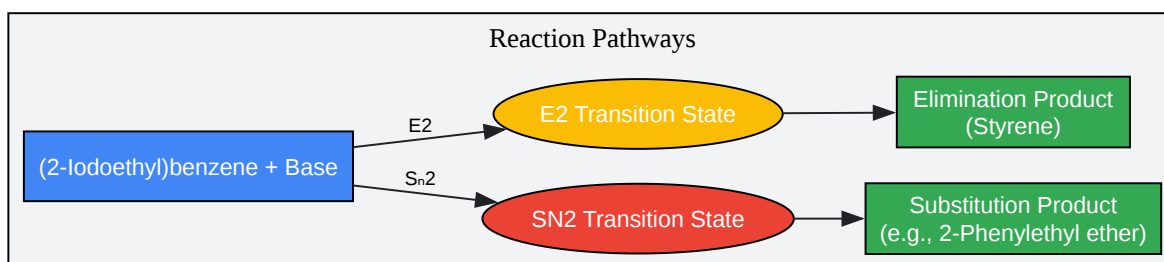 Reaction Pathways
(2-Iodoethyl)benzene + Base
E2
E2 Transition State
Elimination Product
(Styrene)
Sₙ2
SN2 Transition State
Substitution Product
(e.g., 2-Phenylethyl ether)